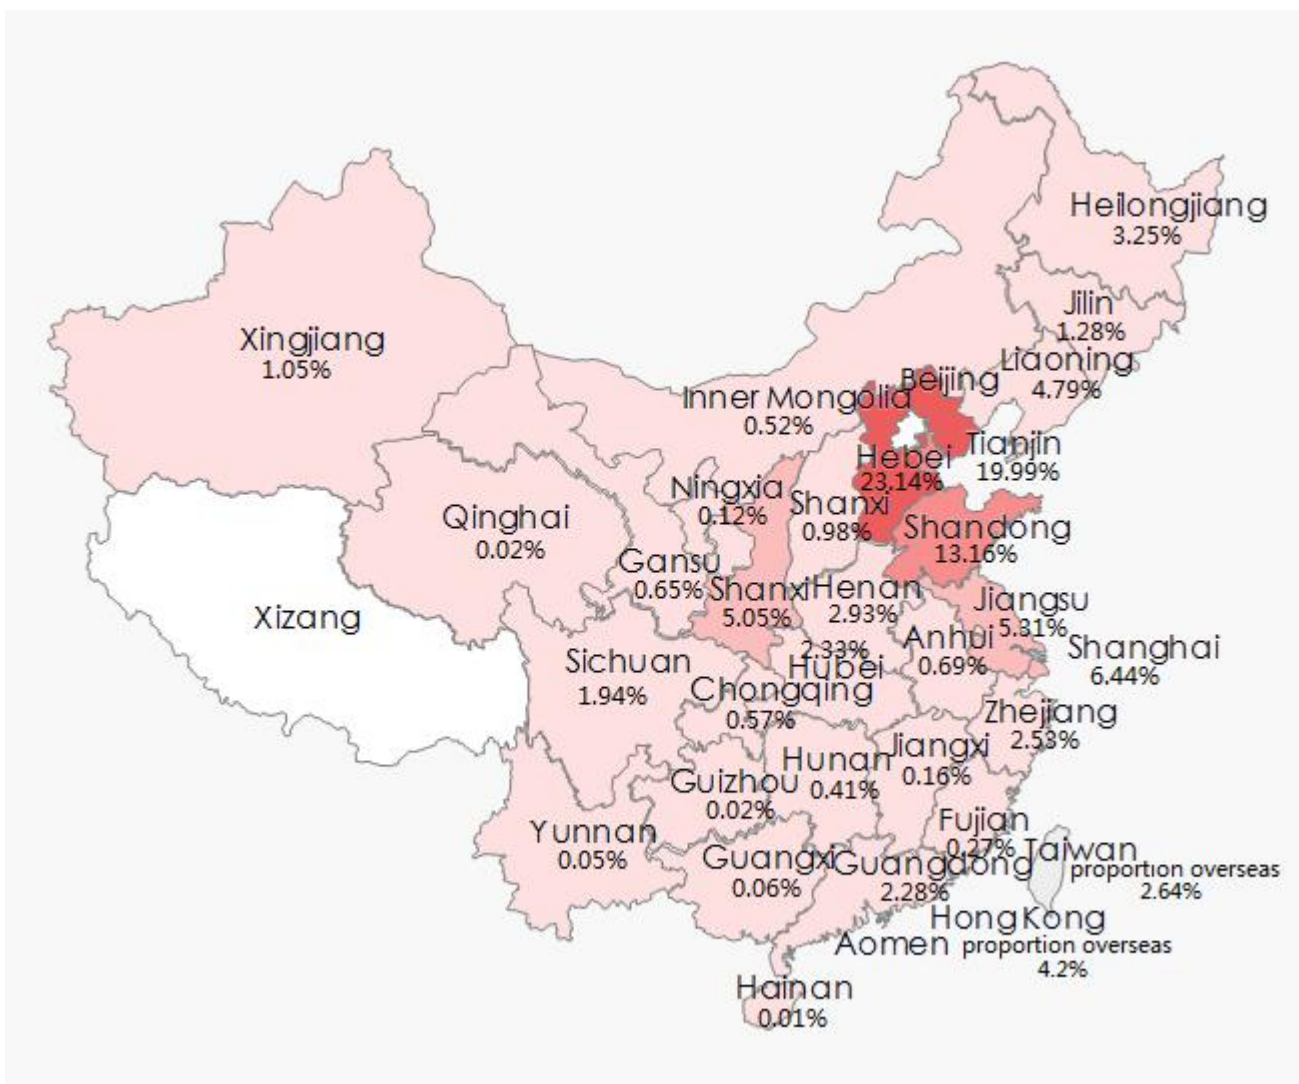 Heilongjiang
3.25%
Jilin
1.28%
Liaoning
4.79%
Xingjiang
1.05%
Beijing
Inner Mongolia
0.52%
Tianjin
19.99%
Hebei
23.14%
Ningxia
0.12%
Shanxi
0.98%
Qinghai
0.02%
Shandong
13.16%
Gansu
0.65%
Shanxi
5.05%
Henan
2.93%
Jiangsu
5.31%
Xizang
Anhui
0.69%
Shanghai
6.44%
2.33%
Hubei
Sichuan
1.94%
Chongqing
0.57%
Zhejiang
2.53%
Jiangxi
0.16%
Hunan
0.41%
Guizhou
0.02%
Yunnan
0.05%
Fujian
0.27%
Taiwan
proportion overseas
2.64%
Guangxi
0.06%
Guangdong
2.28%
Hong Kong
Aomen proportion overseas
4.2%
Hainan
0.01%